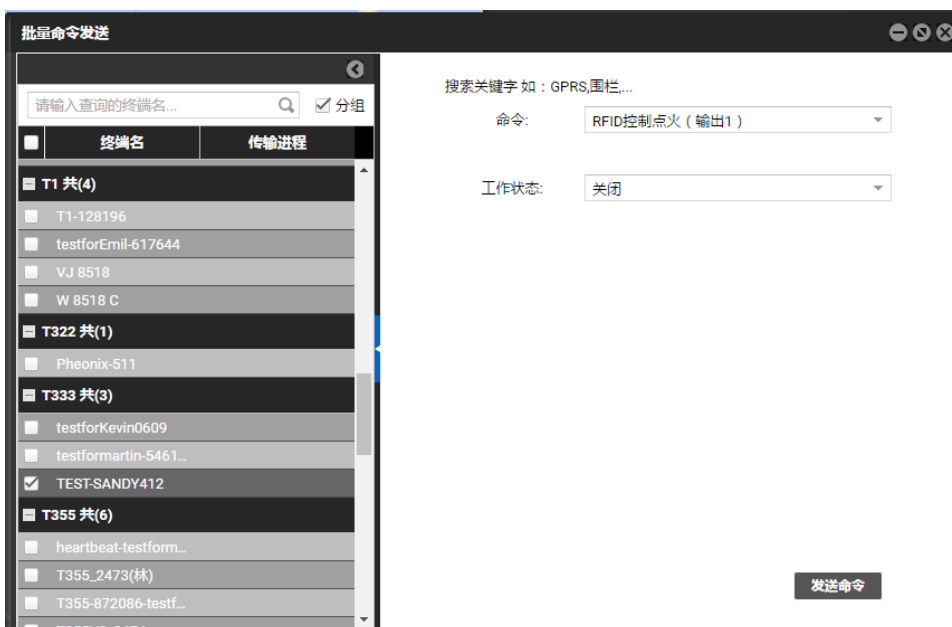 批量命令发送
请输入查询的终端名...
分组
终端名 传输进程
T1 共(4)
T1-128196
testforEmil-617644
VJ 8518
W 8518 C
T322 共(1)
Pheonix-511
T333 共(3)
testforKevin0609
testformartin-5461...
TEST-SANDY412
T355 共(6)
heartbeat-testform...
T355_2473(林)
T355-872086-testf...
搜索关键字 如：GPRS,围栏,...
命令: RFID控制点火（输出1）
工作状态: 关闭
发送命令